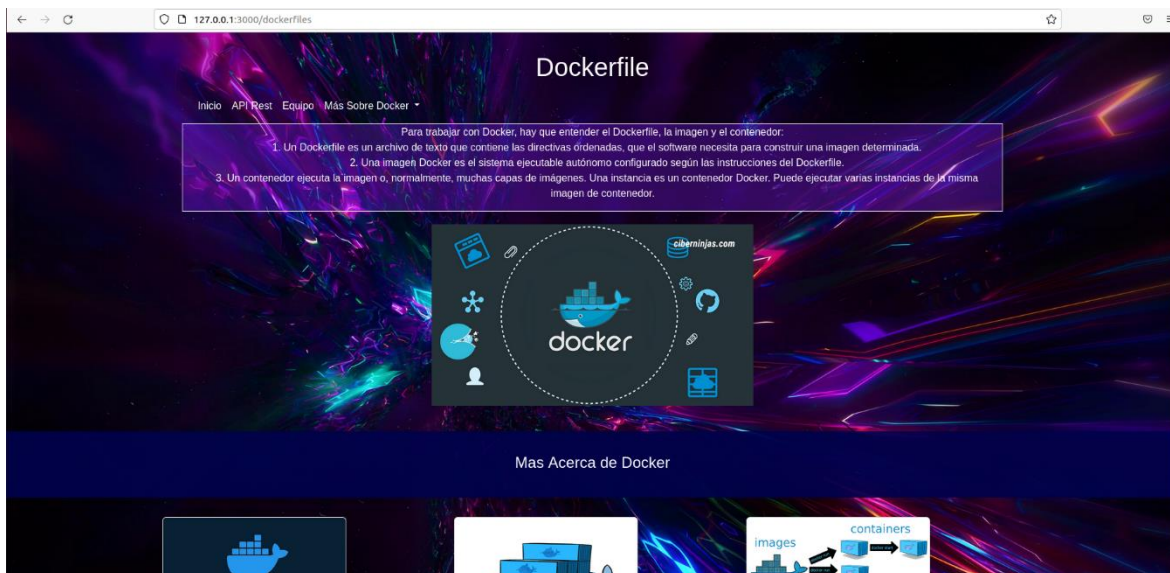 127.0.0.1:3000/dockerfiles
Dockerfile
Inicio API Rest Equipo Más Sobre Docker
Para trabajar con Docker, hay que entender el Dockerfile, la imagen y el contenedor:
1. Un Dockerfile es un archivo de texto que contiene las directivas ordenadas, que el software necesita para construir una imagen determinada.
2. Una imagen Docker es el sistema ejecutable autónomo configurado según las instrucciones del Dockerfile.
3. Un contenedor ejecuta la imagen o, normalmente, muchas capas de imágenes. Una instancia es un contenedor Docker. Puede ejecutar varias instancias de la misma
imagen de contenedor.
ciberninjas.com
docker
Mas Acerca de Docker
containers
images